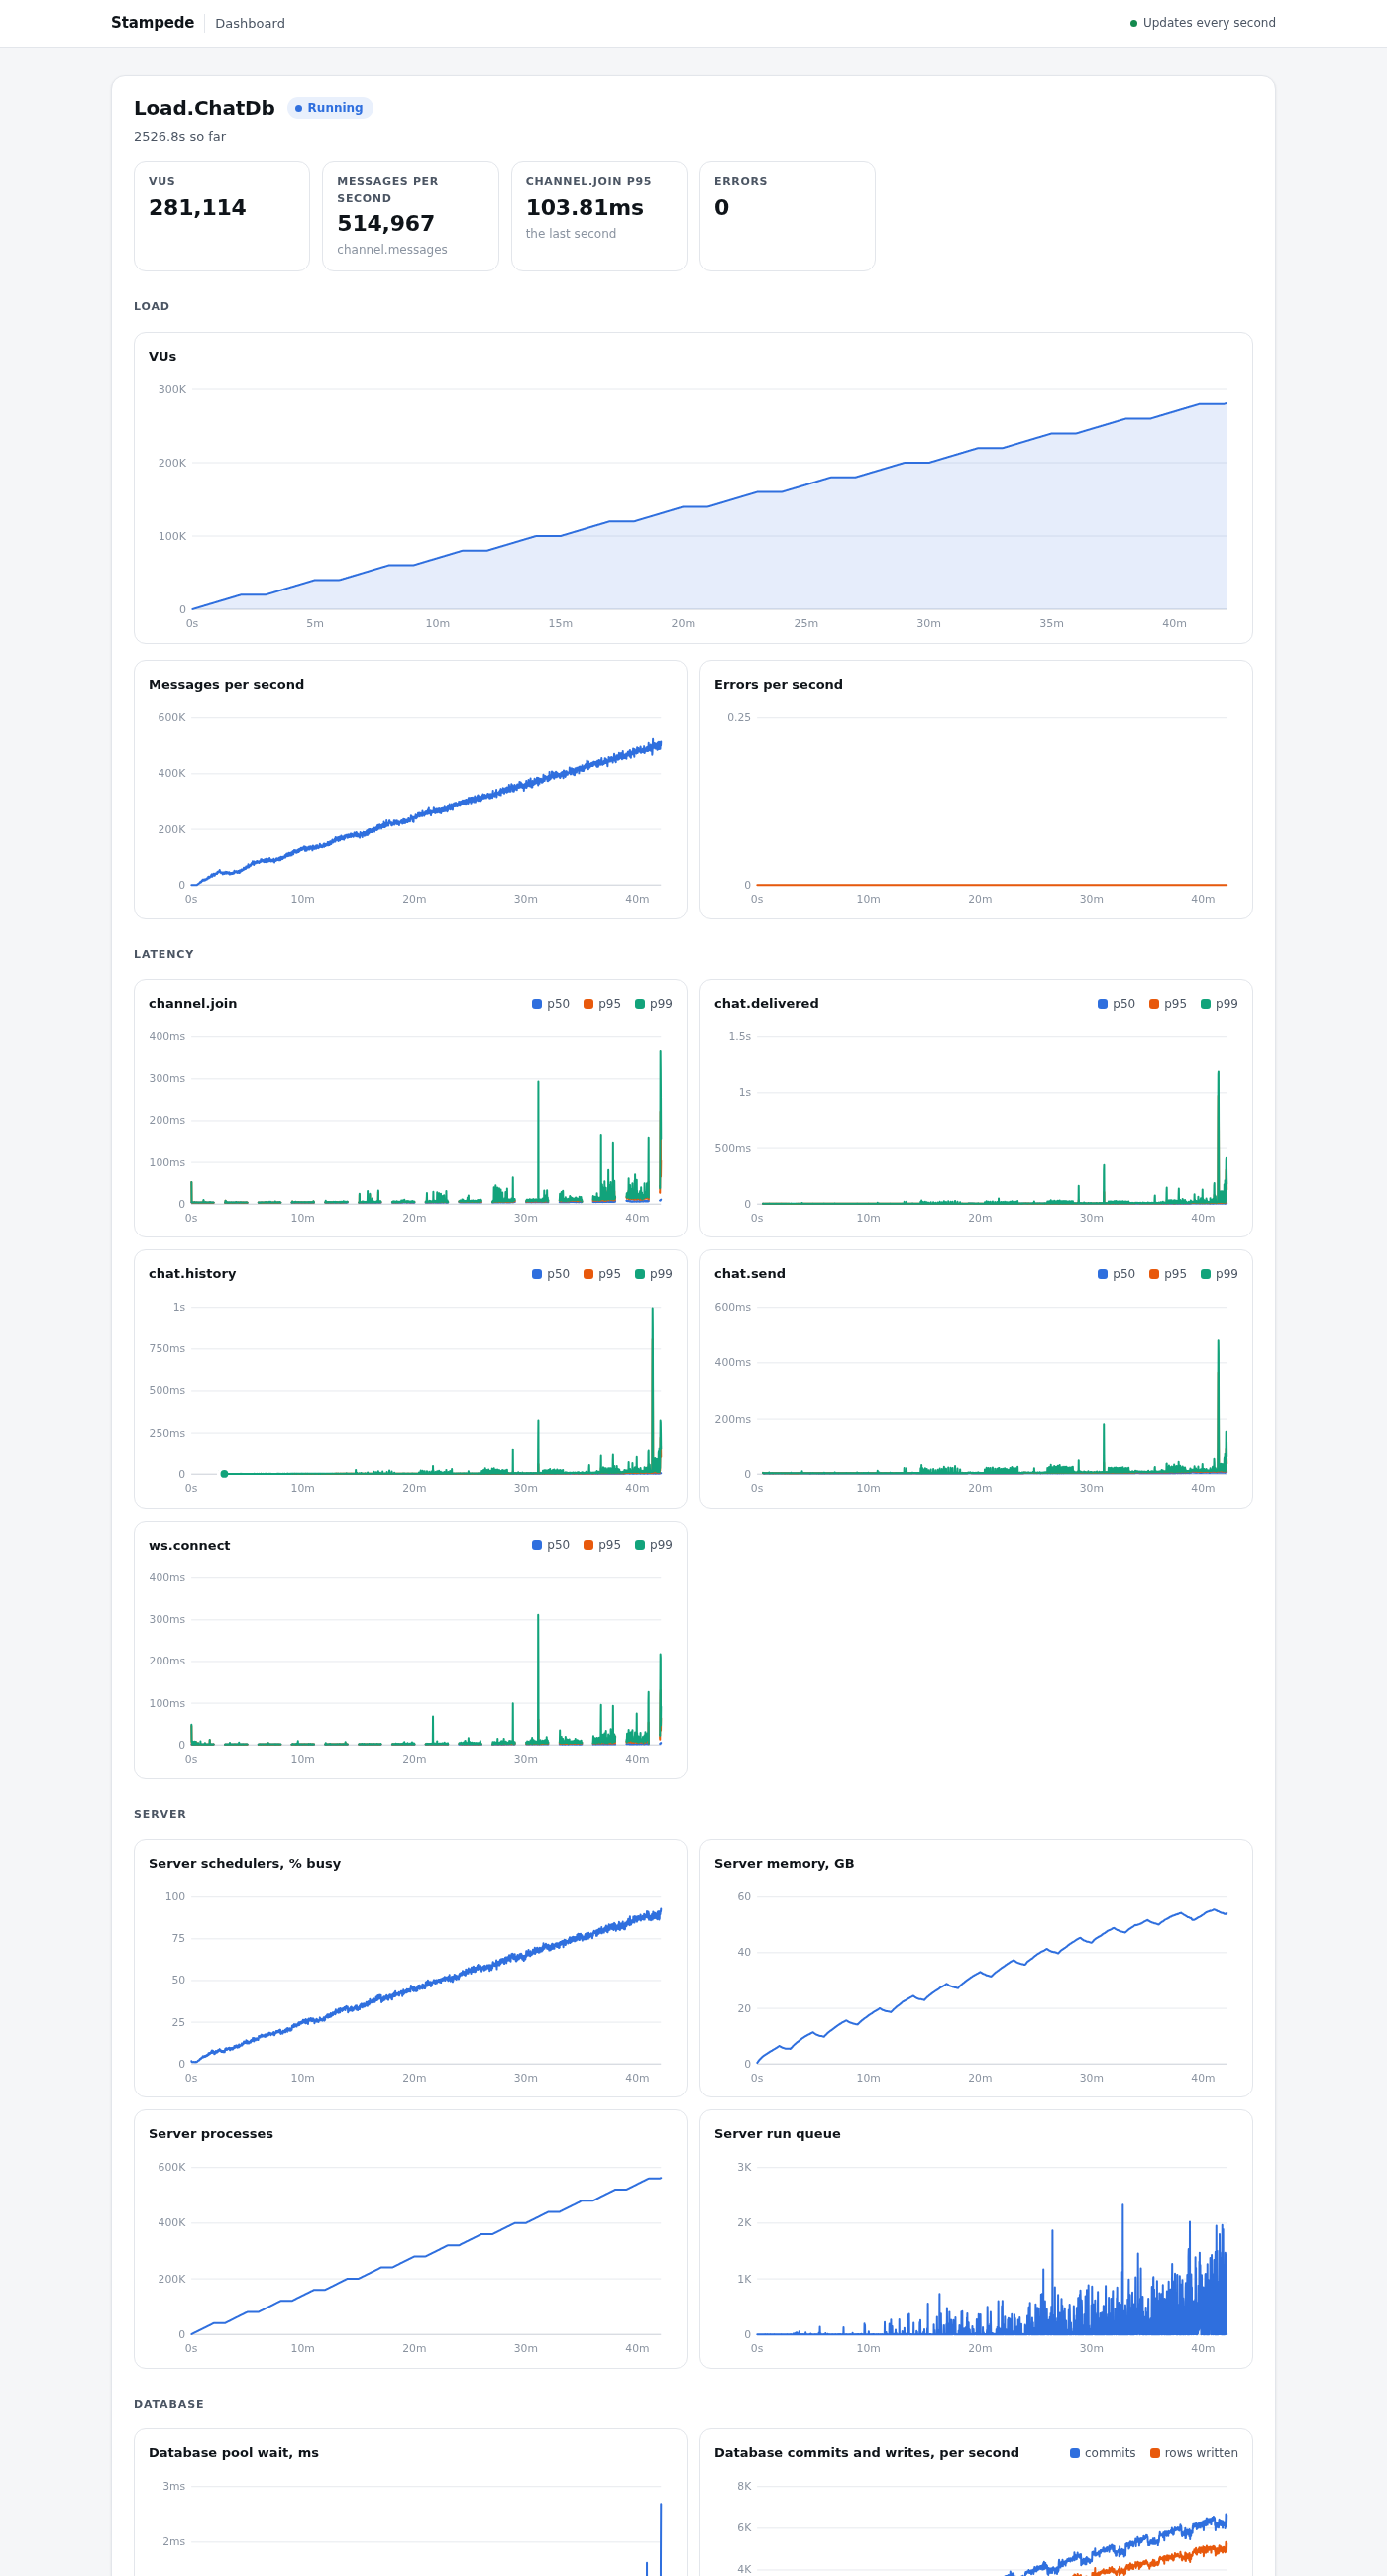 Stampede Dashboard Updates every second
Load.ChatDb Running
2526.8s so far
VUS
281,114
MESSAGES PER
SECOND
514,967
channel.messages
CHANNEL.JOIN P95
103.81ms
the last second
ERRORS
0
LOAD
VUs
300K
200K
100K
0
0s 5m 10m 15m 20m 25m 30m 35m 40m
Messages per second
600K
400K
200K
0
0s 10m 20m 30m 40m
Errors per second
0.25
0
0s 10m 20m 30m 40m
LATENCY
channel.join p50 p95 p99
400ms
300ms
200ms
100ms
0
0s 10m 20m 30m 40m
chat.delivered p50 p95 p99
1.5s
1s
500ms
0
0s 10m 20m 30m 40m
chat.history p50 p95 p99
1s
750ms
500ms
250ms
0
0s 10m 20m 30m 40m
chat.send p50 p95 p99
600ms
400ms
200ms
0
0s 10m 20m 30m 40m
ws.connect p50 p95 p99
400ms
300ms
200ms
100ms
0
0s 10m 20m 30m 40m
SERVER
Server schedulers, % busy
100
75
50
25
0
0s 10m 20m 30m 40m
Server memory, GB
60
40
20
0
0s 10m 20m 30m 40m
Server processes
600K
400K
200K
0
0s 10m 20m 30m 40m
Server run queue
3K
2K
1K
0
0s 10m 20m 30m 40m
DATABASE
Database pool wait, ms
3ms
2ms
Database commits and writes, per second commits rows written
8K
6K
4K